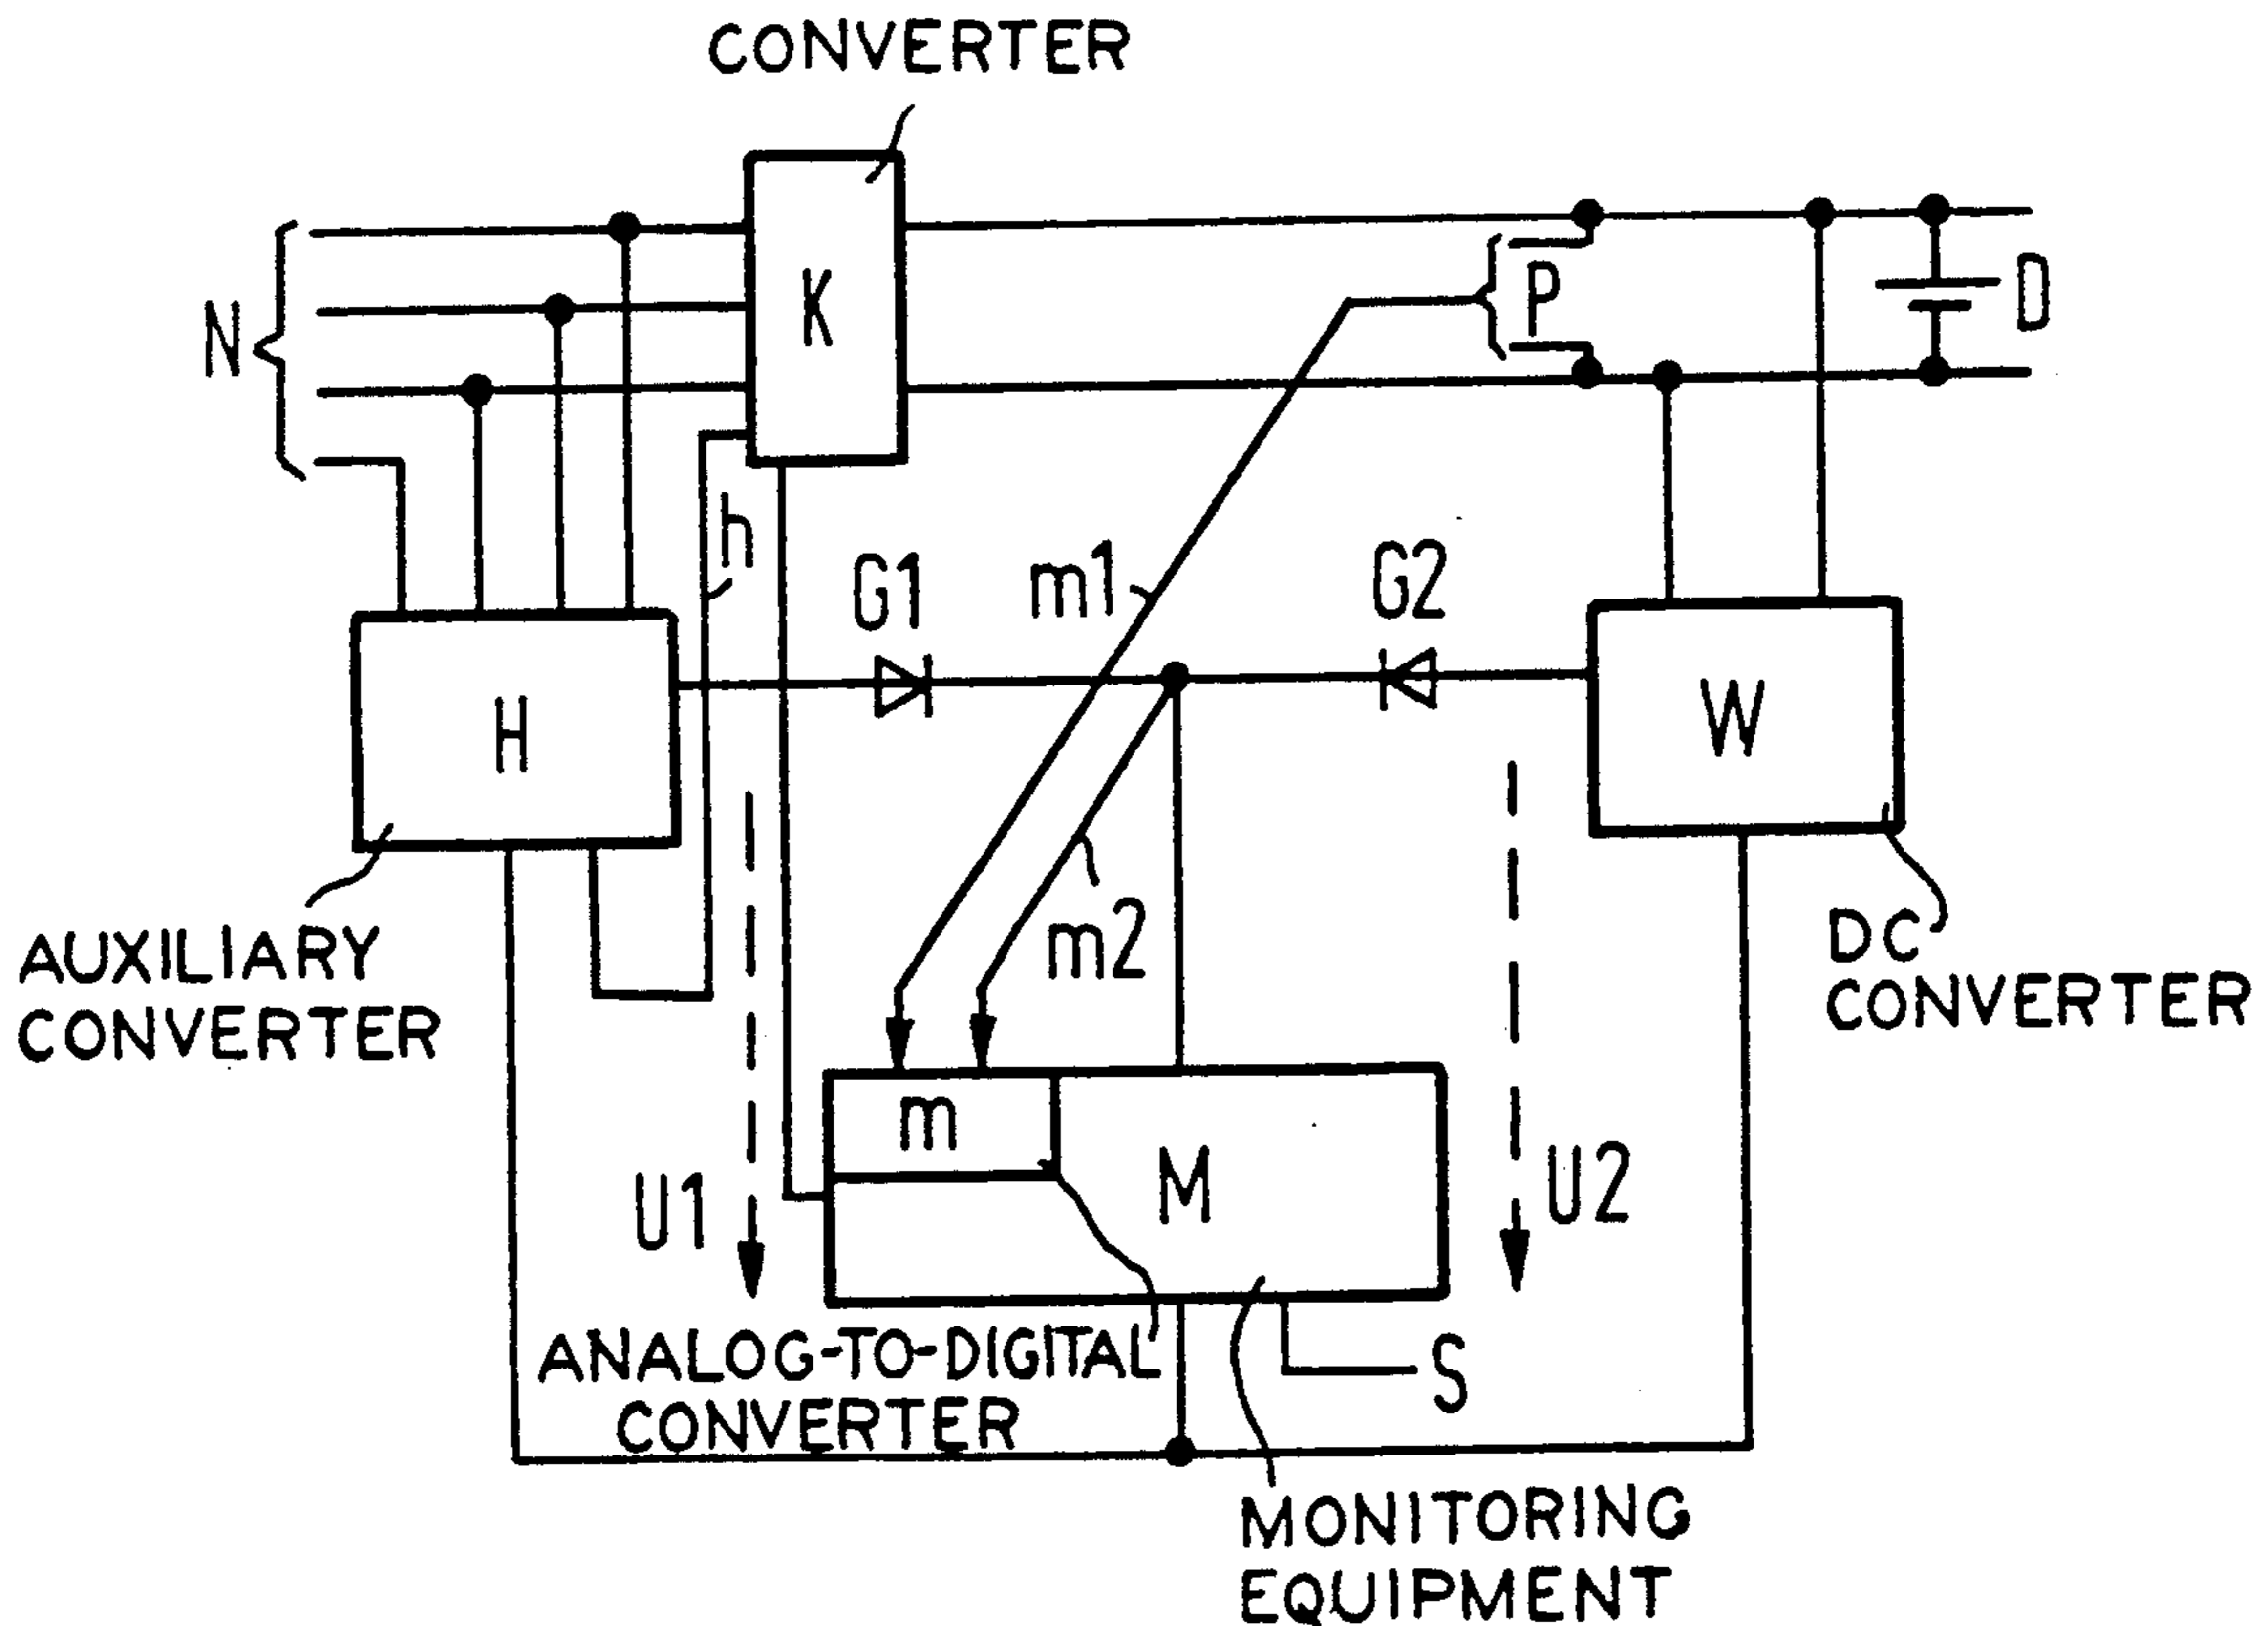 CONVERTER
N
K
P
D
h
G1
m1
G2
H
W
AUXILIARY
CONVERTER
m2
DC
CONVERTER
m
M
U1
U2
ANALOG-TO-DIGITAL
CONVERTER
S
MONITORING
EQUIPMENT